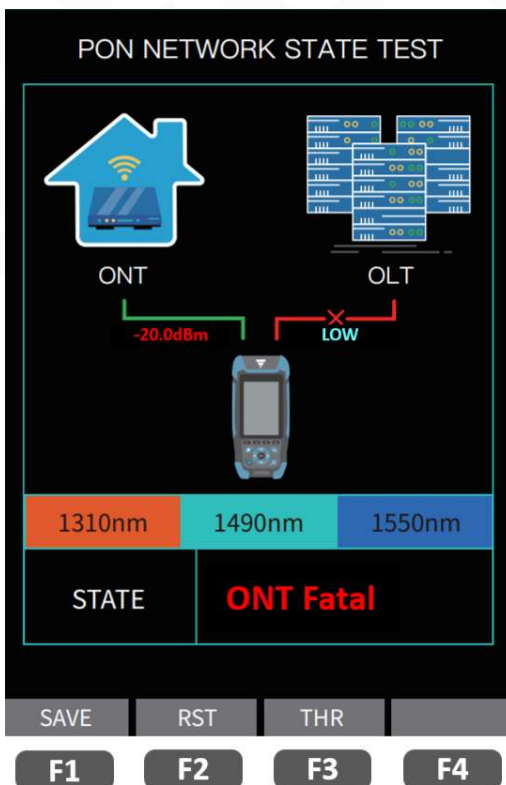 PON NETWORK STATE TEST
ONT OLT
-20.0dBm LOW
1310nm 1490nm 1550nm
STATE ONT Fatal
SAVE RST THR
F1 F2 F3 F4